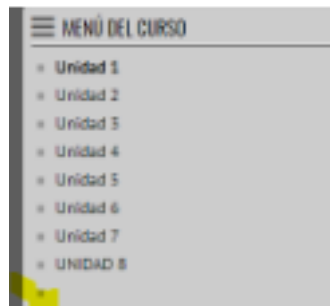 MENÚ DEL CURSO
Unidad 1
Unidad 2
Unidad 3
Unidad 4
Unidad 5
Unidad 6
Unidad 7
UNIDAD 8